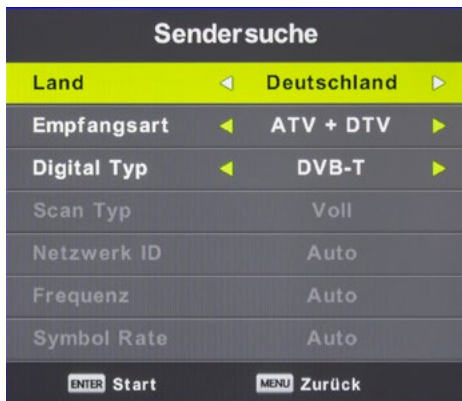 Sendersuche
Land Deutschland
Empfangsart ATV + DTV
Digital Typ DVB-T
Scan Typ Voll
Netzwerk ID Auto
Frequenz Auto
Symbol Rate Auto
ENTER Start MENU Zurück